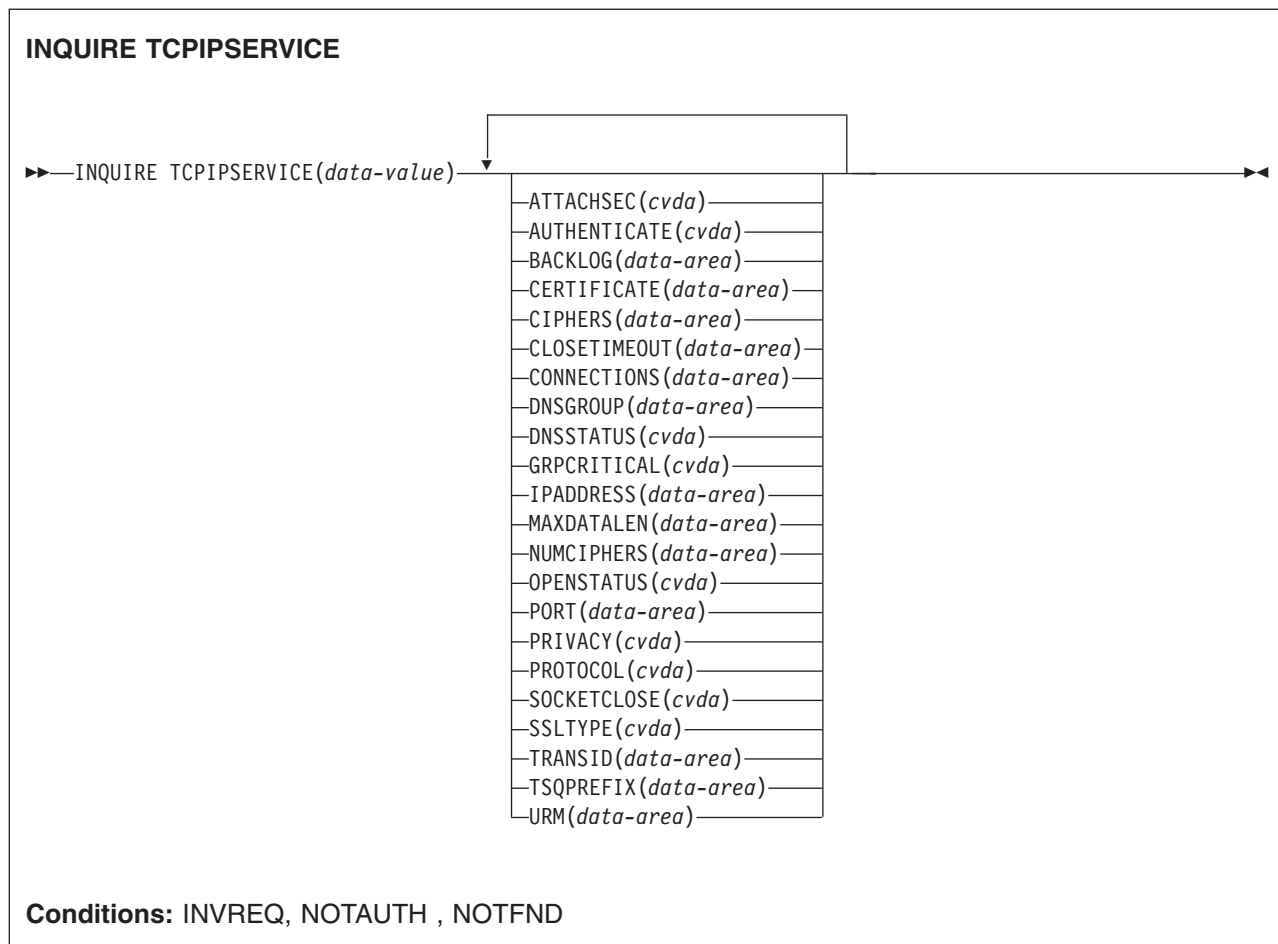 INQUIRE TCPIPSERVICE
INQUIRE TCPIPSERVICE(data-value)
ATTACHSEC(cvda)
AUTHENTICATE(cvda)
BACKLOG(data-area)
CERTIFICATE(data-area)
CIPHERS(data-area)
CLOSETIMEOUT(data-area)
CONNECTIONS(data-area)
DNSGROUP(data-area)
DNSSTATUS(cvda)
GRPCRITICAL(cvda)
IPADDRESS(data-area)
MAXDATALEN(data-area)
NUMCIPHERS(data-area)
OPENSTATUS(cvda)
PORT(data-area)
PRIVACY(cvda)
PROTOCOL(cvda)
SOCKETCLOSE(cvda)
SSLTYPE(cvda)
TRANSID(data-area)
TSQPREFIX(data-area)
URM(data-area)
Conditions: INVREQ, NOTAUTH , NOTFND